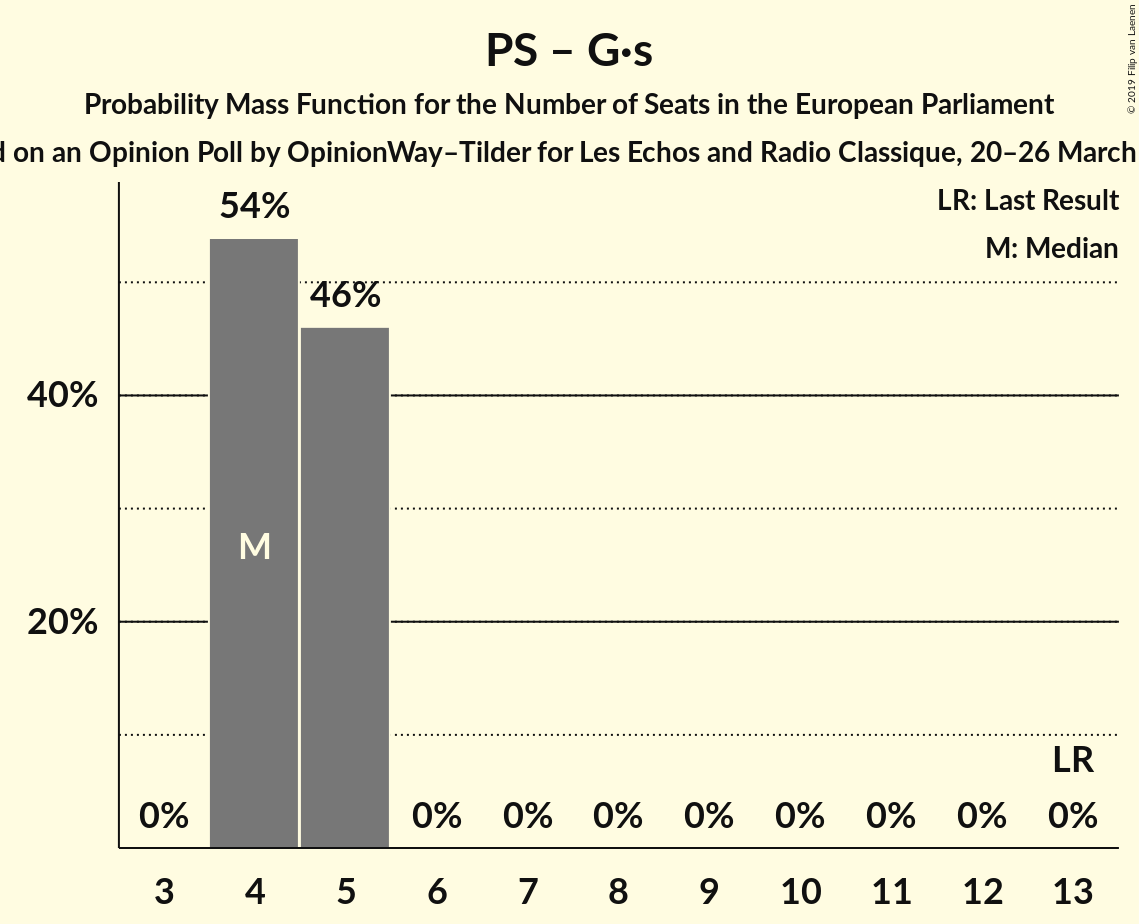 PS – G·s
Probability Mass Function for the Number of Seats in the European Parliament
on an Opinion Poll by OpinionWay–Tilder for Les Echos and Radio Classique, 20–26 March
© 2019 Filip van Laenen
LR: Last Result
M: Median
54%
46%
40%
M
20%
LR
0% 0% 0% 0% 0% 0% 0% 0% 0%
3 4 5 6 7 8 9 10 11 12 13